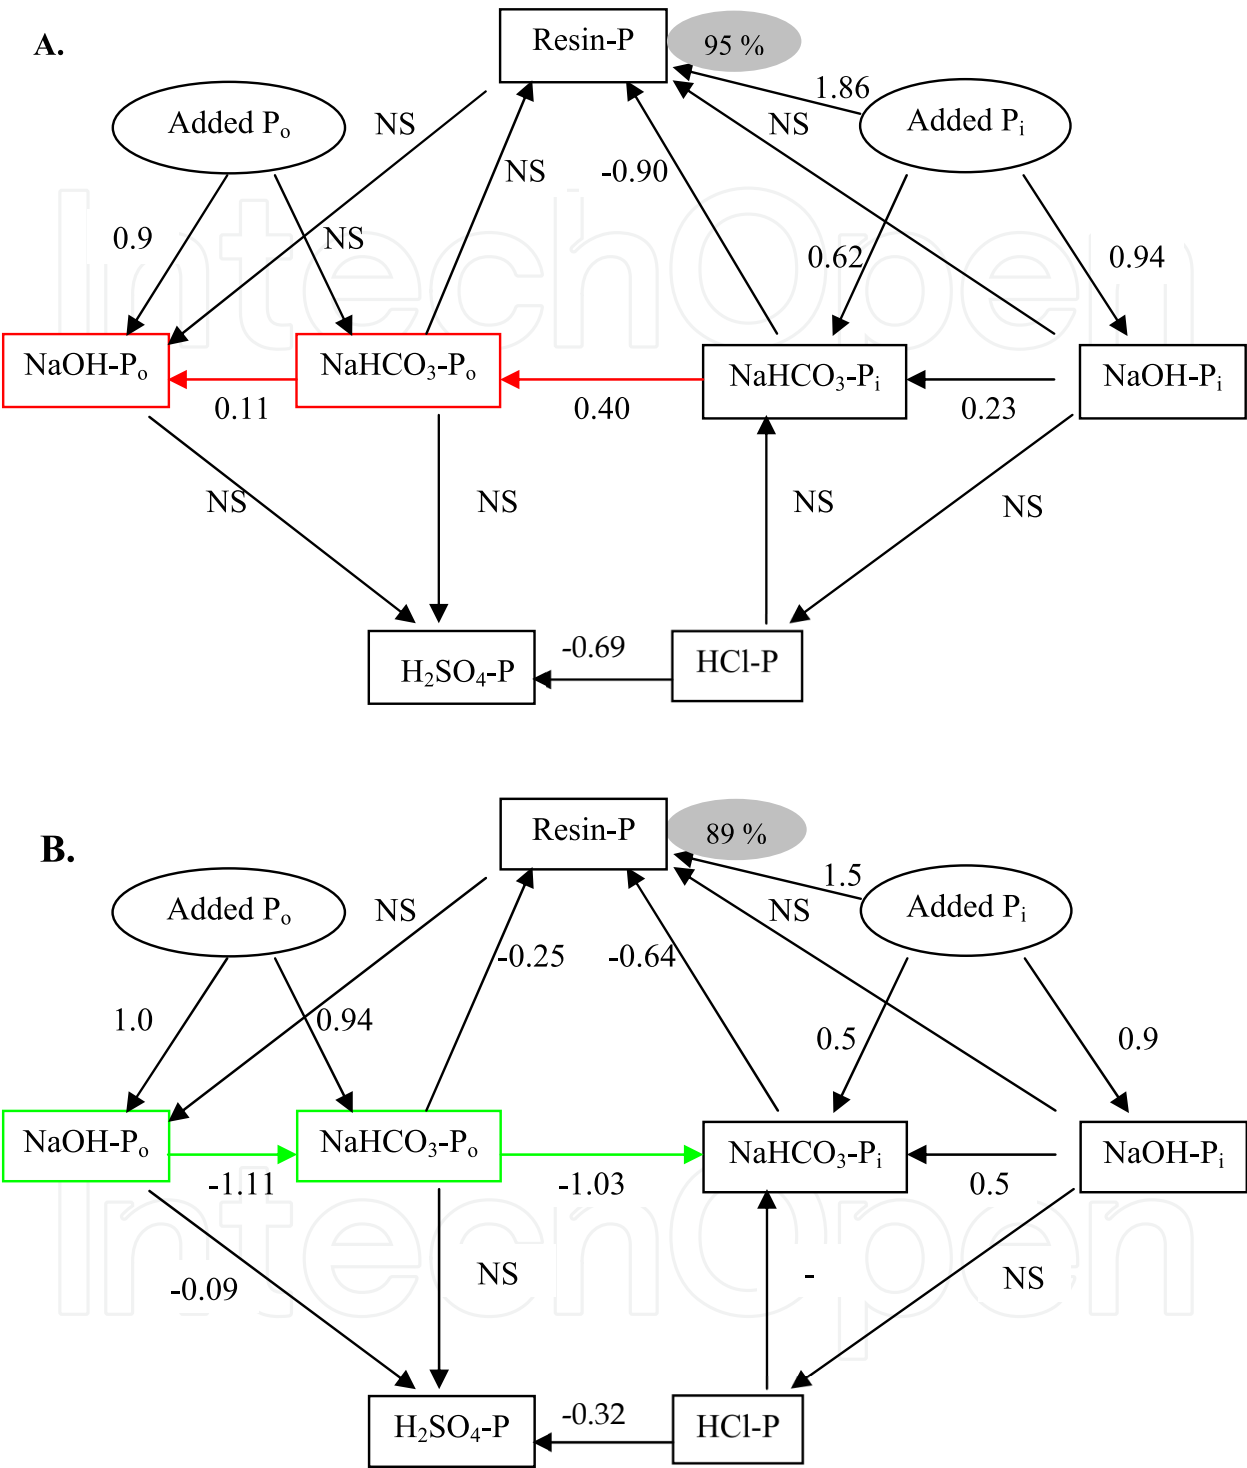 A.
Resin-P
95 %
Added Pₒ
NS
1.86
Added Pᵢ
NS
NS
-0.90
0.9
NS
0.62
0.94
NaOH-Pₒ
NaHCO₃-Pₒ
NaHCO₃-Pᵢ
NaOH-Pᵢ
0.11
0.40
0.23
NS
NS
NS
NS
H₂SO₄-P
-0.69
HCl-P
IntechOpen
B.
Resin-P
89 %
Added Pₒ
NS
1.5
Added Pᵢ
NS
-0.25
-0.64
1.0
0.94
0.5
0.9
NaOH-Pₒ
NaHCO₃-Pₒ
NaHCO₃-Pᵢ
NaOH-Pᵢ
-1.11
-1.03
0.5
-0.09
NS
-
NS
H₂SO₄-P
-0.32
HCl-P
IntechOpen